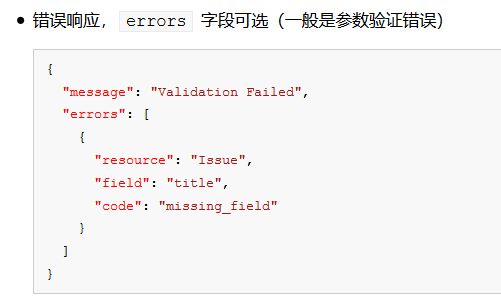 • 错误响应，errors 字段可选（一般是参数验证错误）
{
  "message": "Validation Failed",
  "errors": [
    {
      "resource": "Issue",
      "field": "title",
      "code": "missing_field"
    }
  ]
}